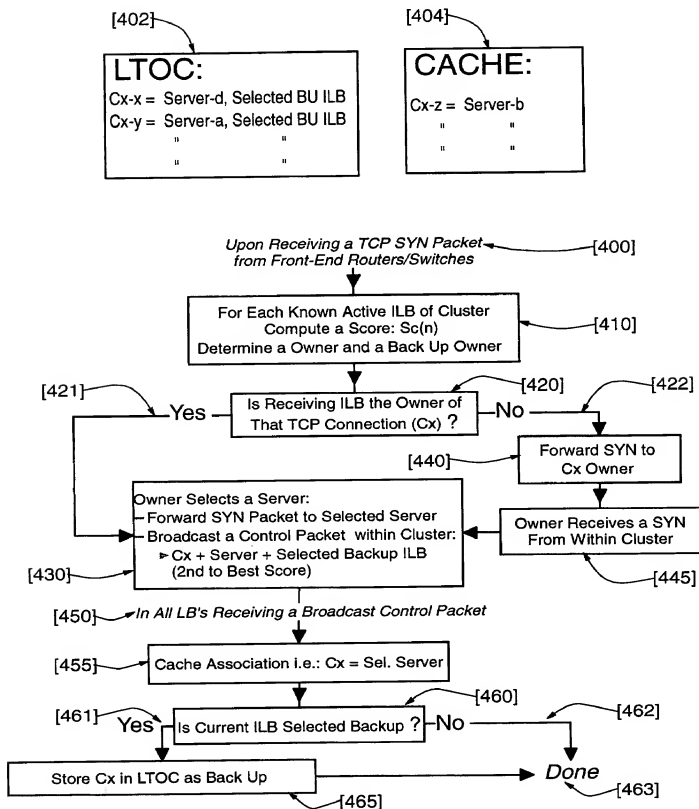 [402]
[404]
LTOC:
Cx-x = Server-d, Selected BU ILB
Cx-y = Server-a, Selected BU ILB
" "
" "
CACHE:
Cx-z = Server-b
" "
" "
Upon Receiving a TCP SYN Packet
from Front-End Routers/Switches
[400]
For Each Known Active ILB of Cluster
Compute a Score: Sc(n)
Determine a Owner and a Back Up Owner
[410]
[421]
[420]
[422]
Yes
Is Receiving ILB the Owner of
That TCP Connection (Cx) ?
No
[440]
Forward SYN to
Cx Owner
Owner Selects a Server:
Forward SYN Packet to Selected Server
Broadcast a Control Packet within Cluster:
Cx + Server + Selected Backup ILB
(2nd to Best Score)
[430]
Owner Receives a SYN
From Within Cluster
[445]
[450]
In All LB's Receiving a Broadcast Control Packet
[455]
Cache Association i.e.: Cx = Sel. Server
[460]
[461]
Yes
Is Current ILB Selected Backup ?
No
[462]
Store Cx in LTOC as Back Up
Done
[465]
[463]